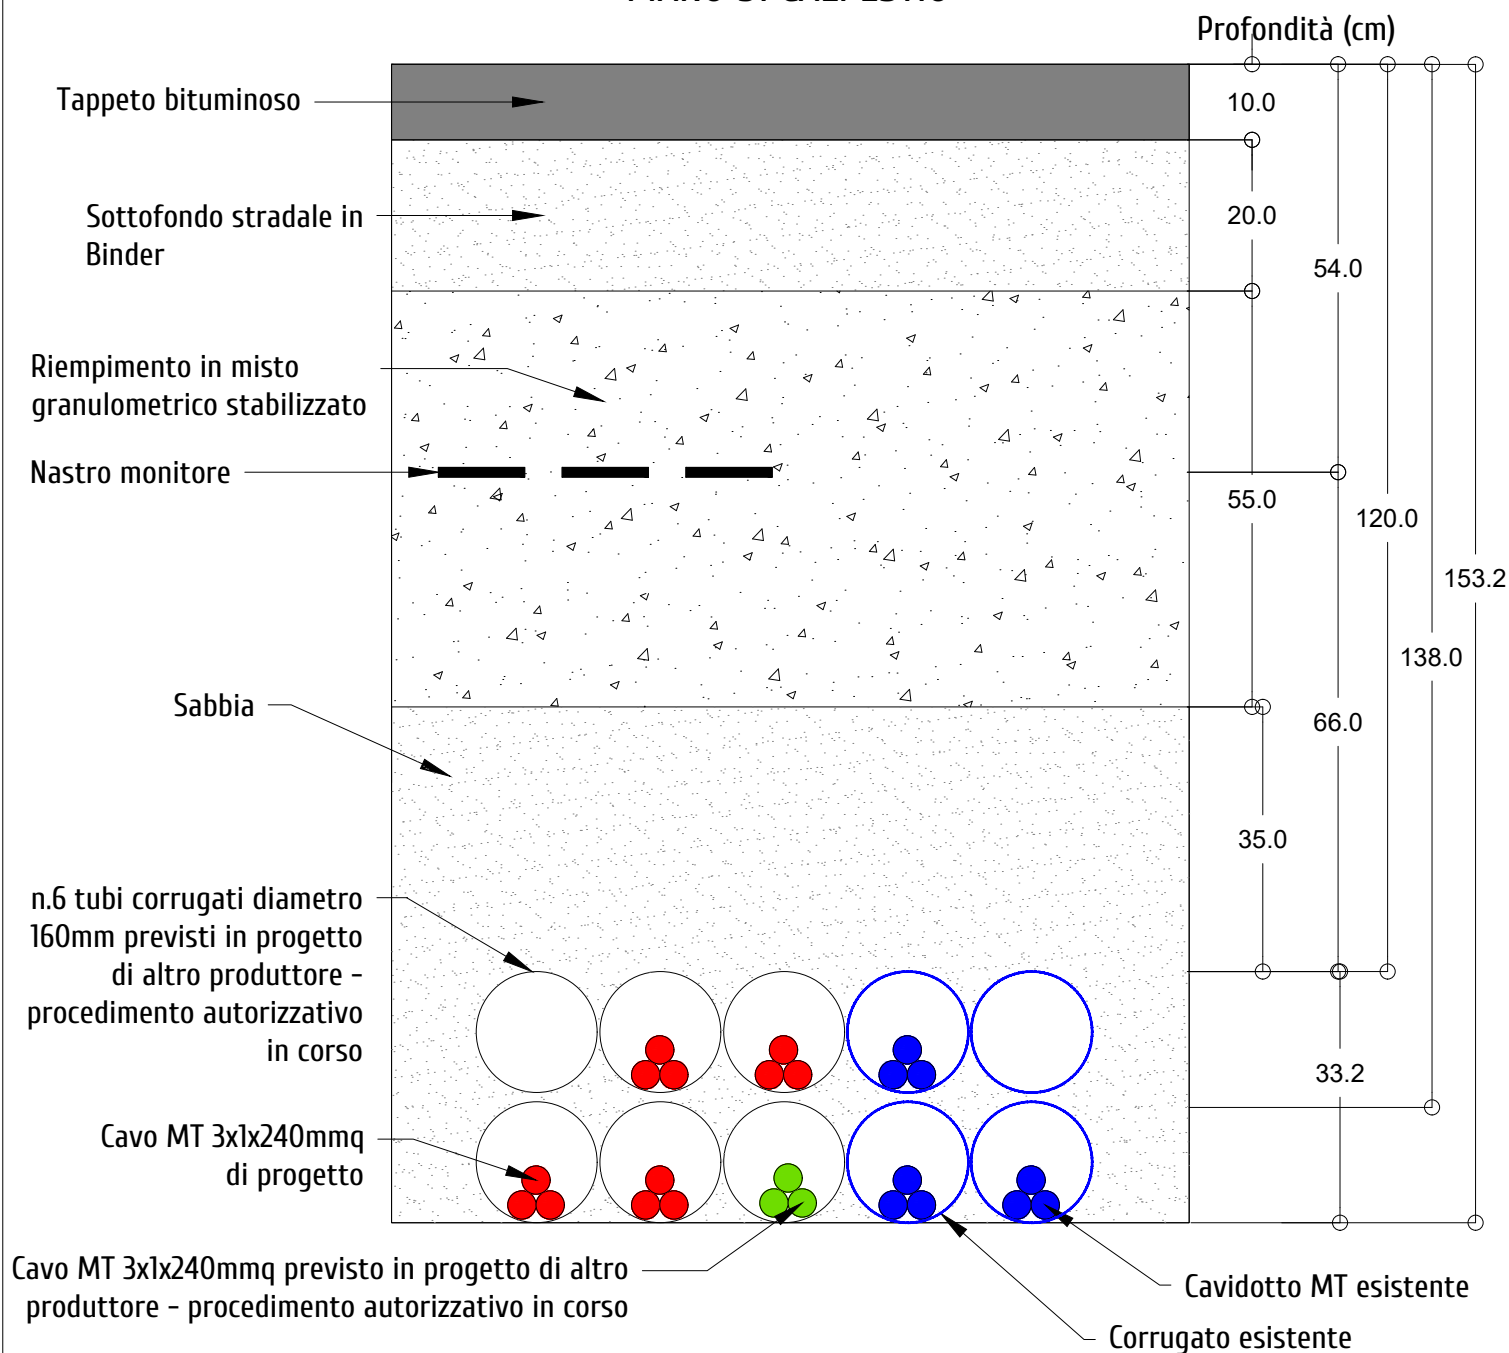 Profondità (cm)
Tappeto bituminoso
10.0
Sottofondo stradale in
Binder
20.0
54.0
Riempimento in misto
granulometrico stabilizzato
Nastro monitore
55.0
120.0
153.2
138.0
Sabbia
66.0
35.0
n.6 tubi corrugati diametro
160mm previsti in progetto
di altro produttore -
procedimento autorizzativo
in corso
33.2
Cavo MT 3x1x240mmq
di progetto
Cavo MT 3x1x240mmq previsto in progetto di altro
produttore - procedimento autorizzativo in corso
Cavidotto MT esistente
Corrugato esistente